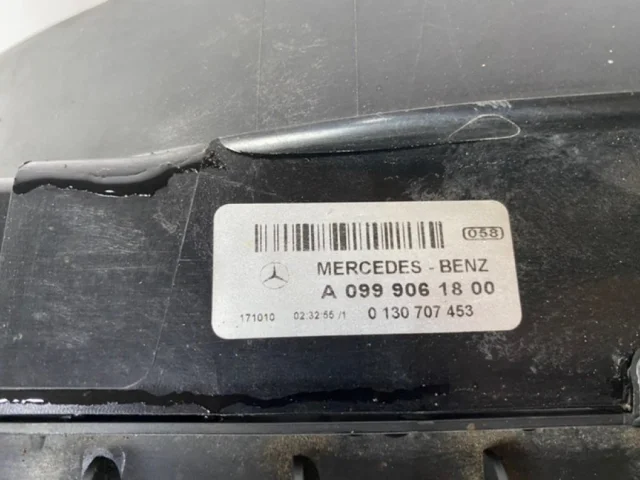 058
MERCEDES - BENZ
A 099 906 18 00
171010 02:32:55 /1 0 130 707 453